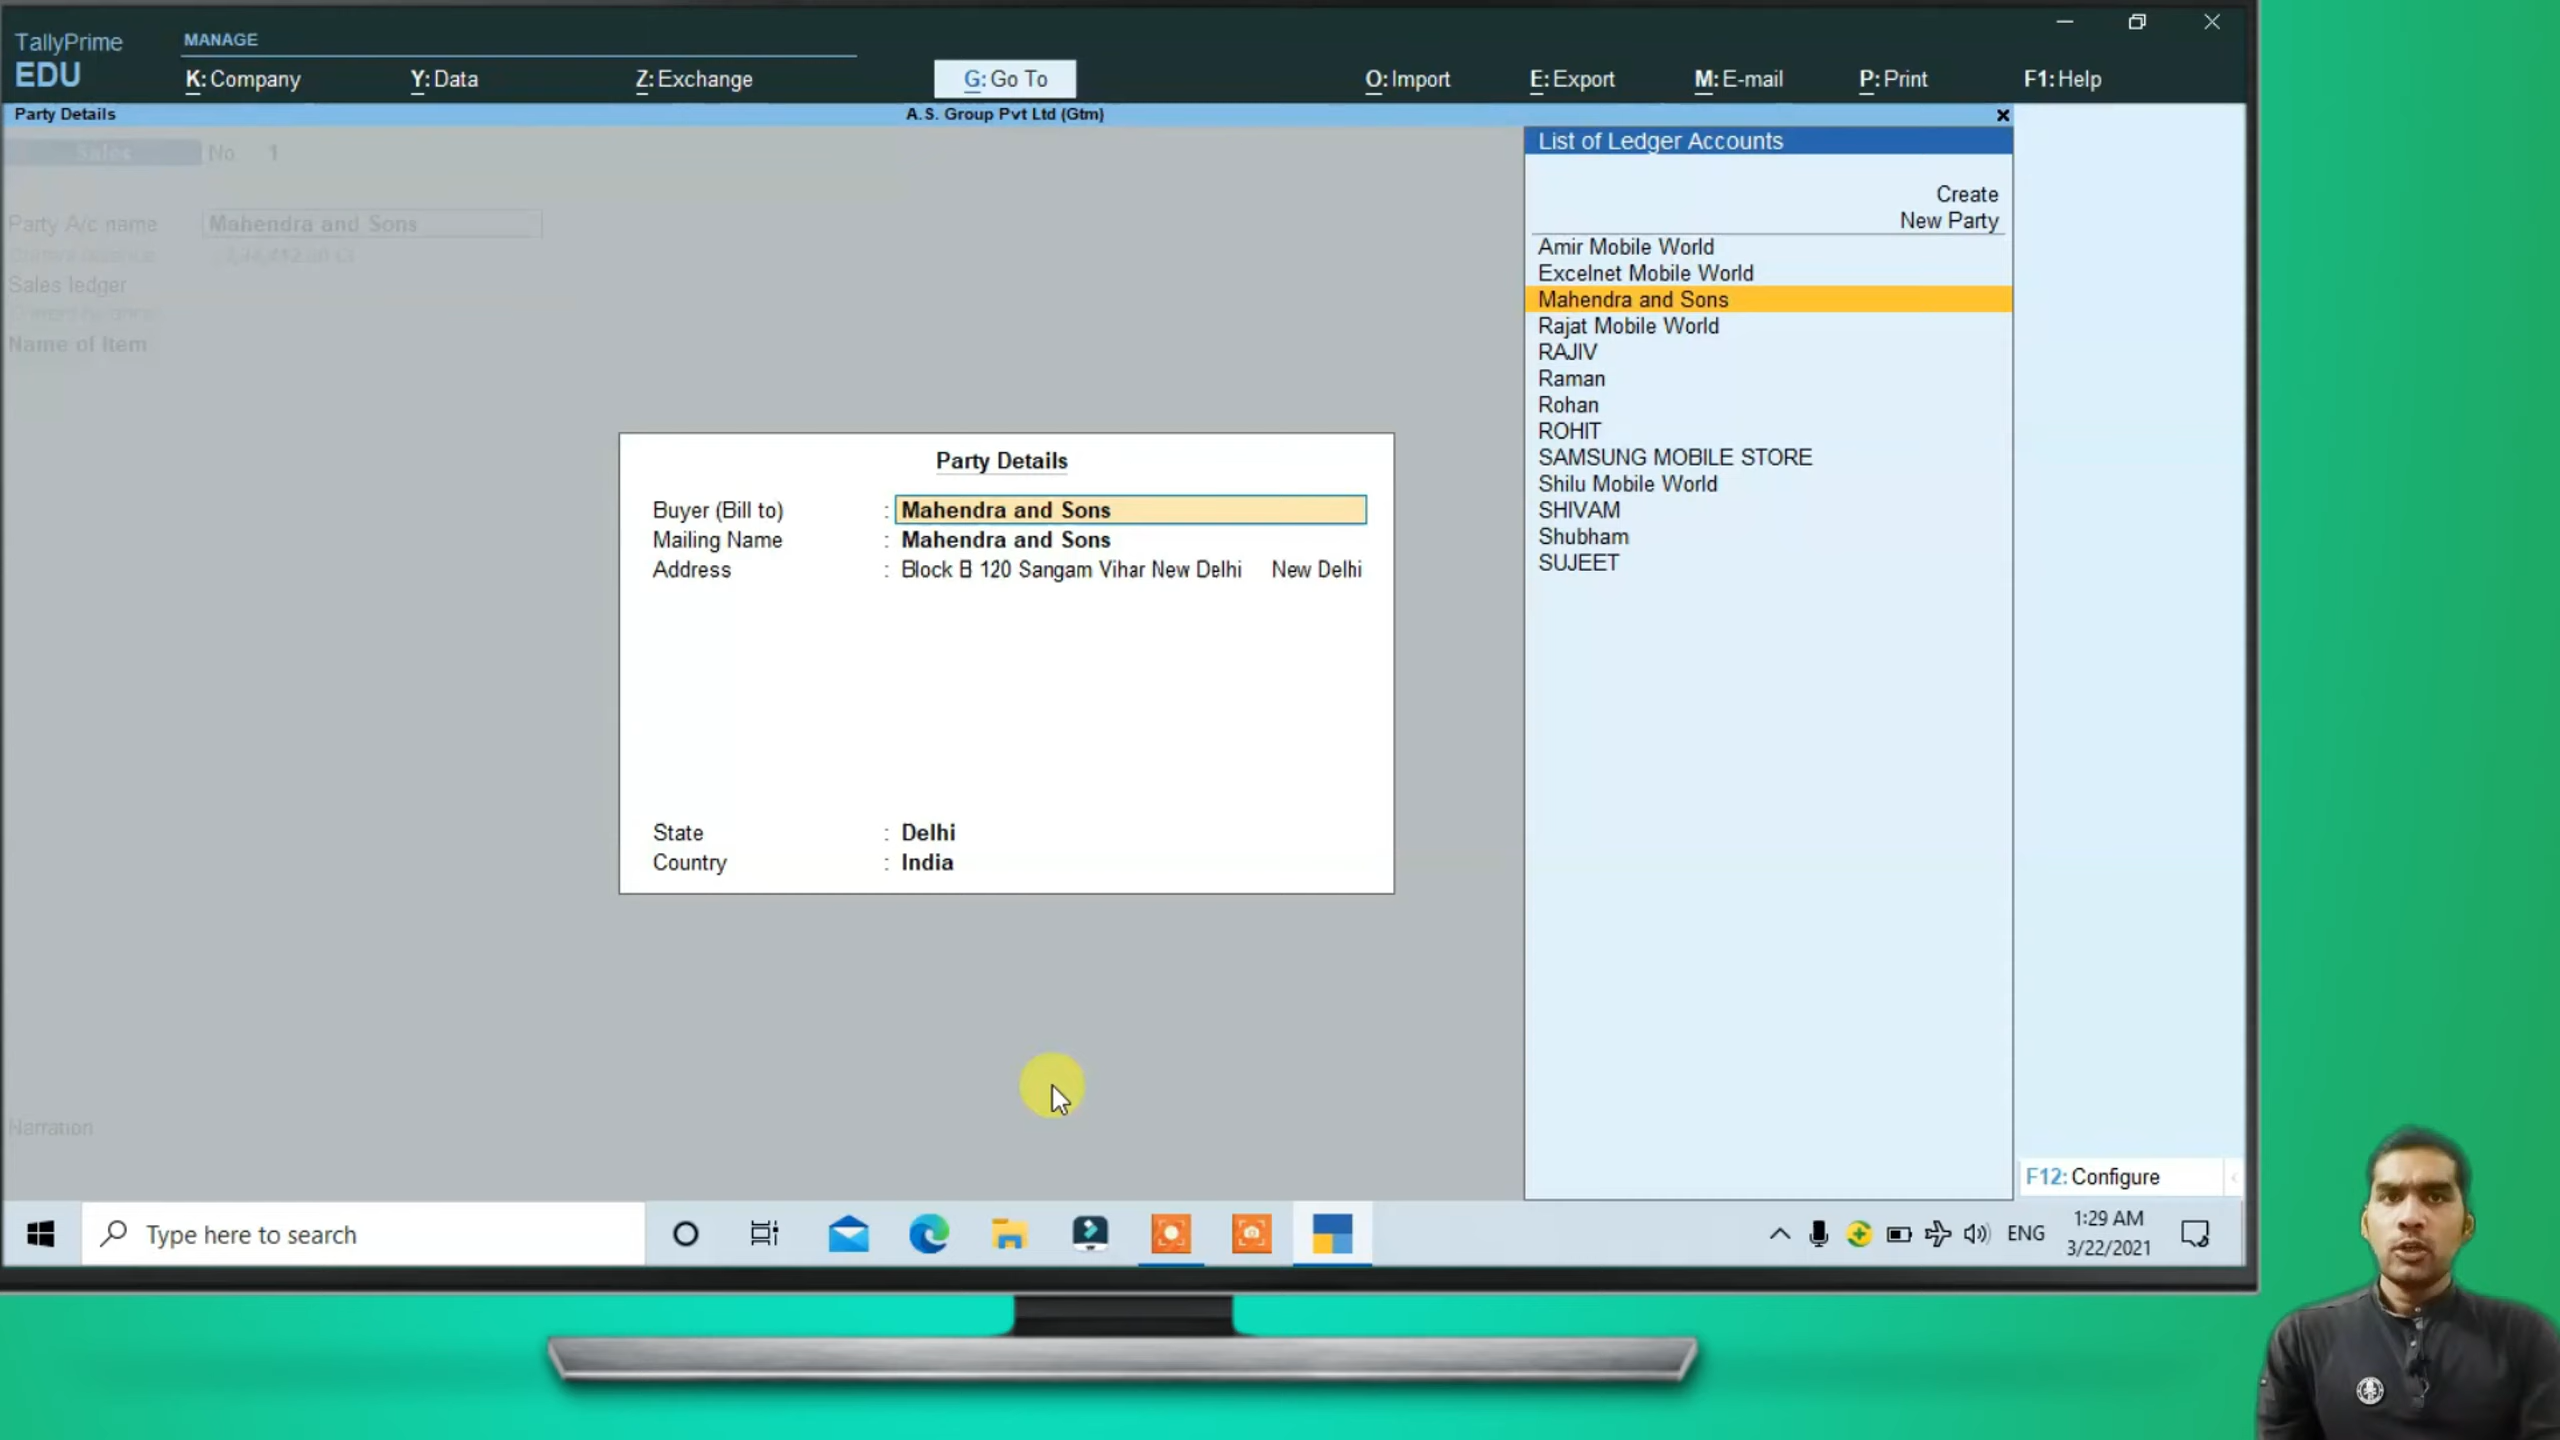 TallyPrime
EDU
MANAGE
K: Company
Y: Data
Z: Exchange
G: Go To
O: Import
E: Export
M: E-mail
P: Print
F1: Help
Party Details
A.S. Group Pvt Ltd (Gtm)
Sales
No. 1
Party A/c name
Mahendra and Sons
Sales ledger
Name of Item
Narration
Party Details
Buyer (Bill to) : Mahendra and Sons
Mailing Name : Mahendra and Sons
Address : Block B 120 Sangam Vihar New Delhi New Delhi
State : Delhi
Country : India
List of Ledger Accounts
Create
New Party
Amir Mobile World
Excelnet Mobile World
Mahendra and Sons
Rajat Mobile World
RAJIV
Raman
Rohan
ROHIT
SAMSUNG MOBILE STORE
Shilu Mobile World
SHIVAM
Shubham
SUJEET
F12: Configure
Type here to search
ENG
1:29 AM
3/22/2021